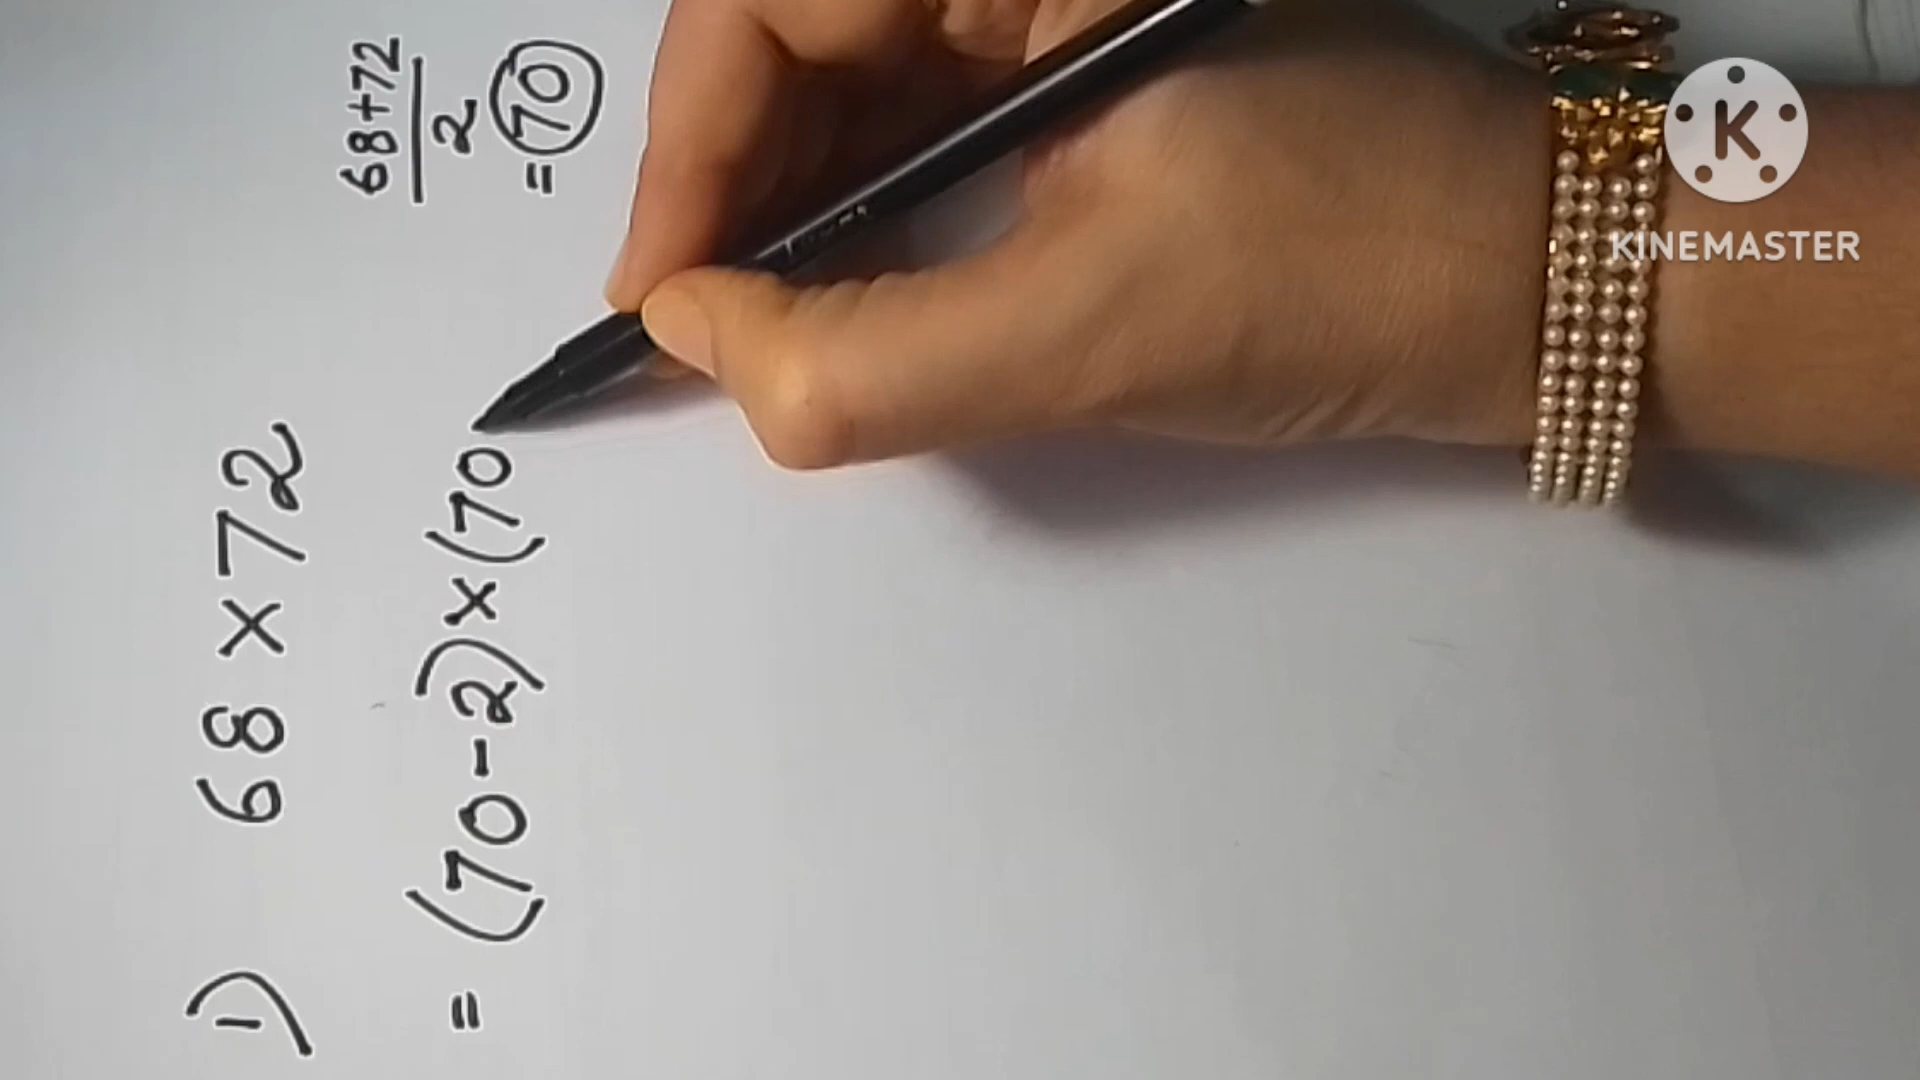 1) 68 × 72
68+72
2
= 70
= (70-2)×(70
K
KINEMASTER